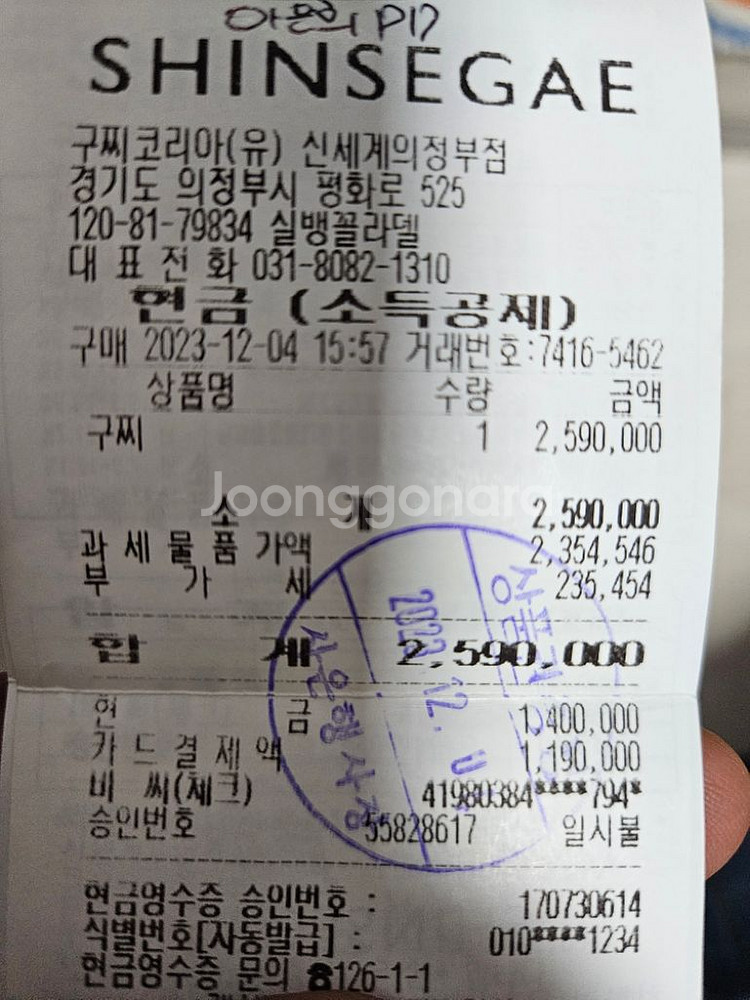 P17
SHINSEGAE
구찌코리아(유) 신세계의정부점
경기도 의정부시 평화로 525
120-81-79834 실뱅꼴라델
대 표 전 화 031-8082-1310
현금 (소득공제)
구매 2023-12-04 15:57 거래번호:7416-5462
상품명 수량 금액
구찌 1 2,590,000
Joonggonara
소 계 2,590,000
과 세 물 품 가액 2,354,546
부 가 세 235,454
합 계 2,590,000
현 금 1,400,000
카 드 결 제 액 1,190,000
비 씨(체크) 41980384****794*
승인번호 55828617 일시불
2023. 12.
사은행사장
현금영수증 승인번호 : 170730614
식별번호[자동발급] : 010****1234
현금영수증 문의 ☎126-1-1